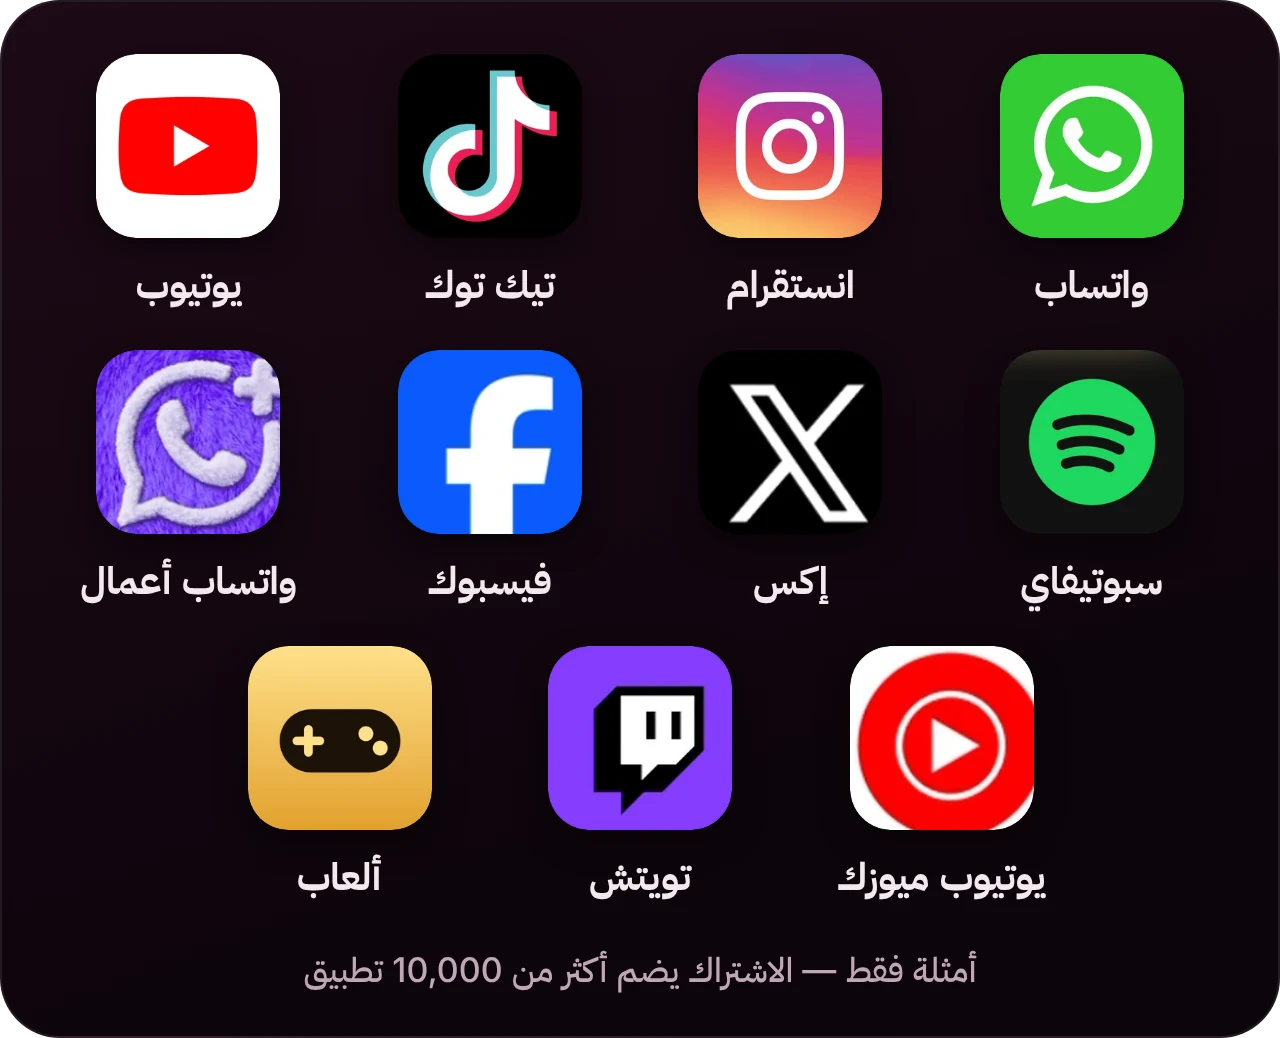 واتساب
انستقرام
تيك توك
يوتيوب
سبوتيفاي
إكس
فيسبوك
واتساب أعمال
يوتيوب ميوزك
تويتش
ألعاب
أمثلة فقط — الاشتراك يضم أكثر من 10,000 تطبيق